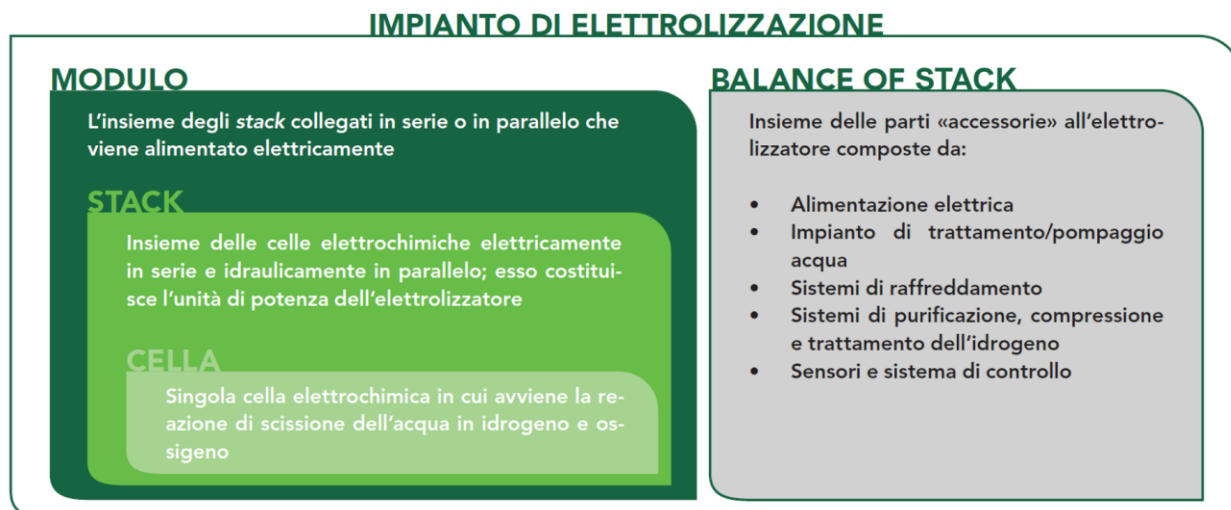 IMPIANTO DI ELETTROLIZZAZIONE
MODULO
L'insieme degli stack collegati in serie o in parallelo che
viene alimentato elettricamente
STACK
Insieme delle celle elettrochimiche elettricamente
in serie e idraulicamente in parallelo; esso costitui-
sce l'unità di potenza dell'elettrolizzatore
CELLA
Singola cella elettrochimica in cui avviene la re-
azione di scissione dell'acqua in idrogeno e os-
sigeno
BALANCE OF STACK
Insieme delle parti «accessorie» all'elettro-
lizzatore composte da:
• Alimentazione elettrica
• Impianto di trattamento/pompaggio
acqua
• Sistemi di raffreddamento
• Sistemi di purificazione, compressione
e trattamento dell'idrogeno
• Sensori e sistema di controllo